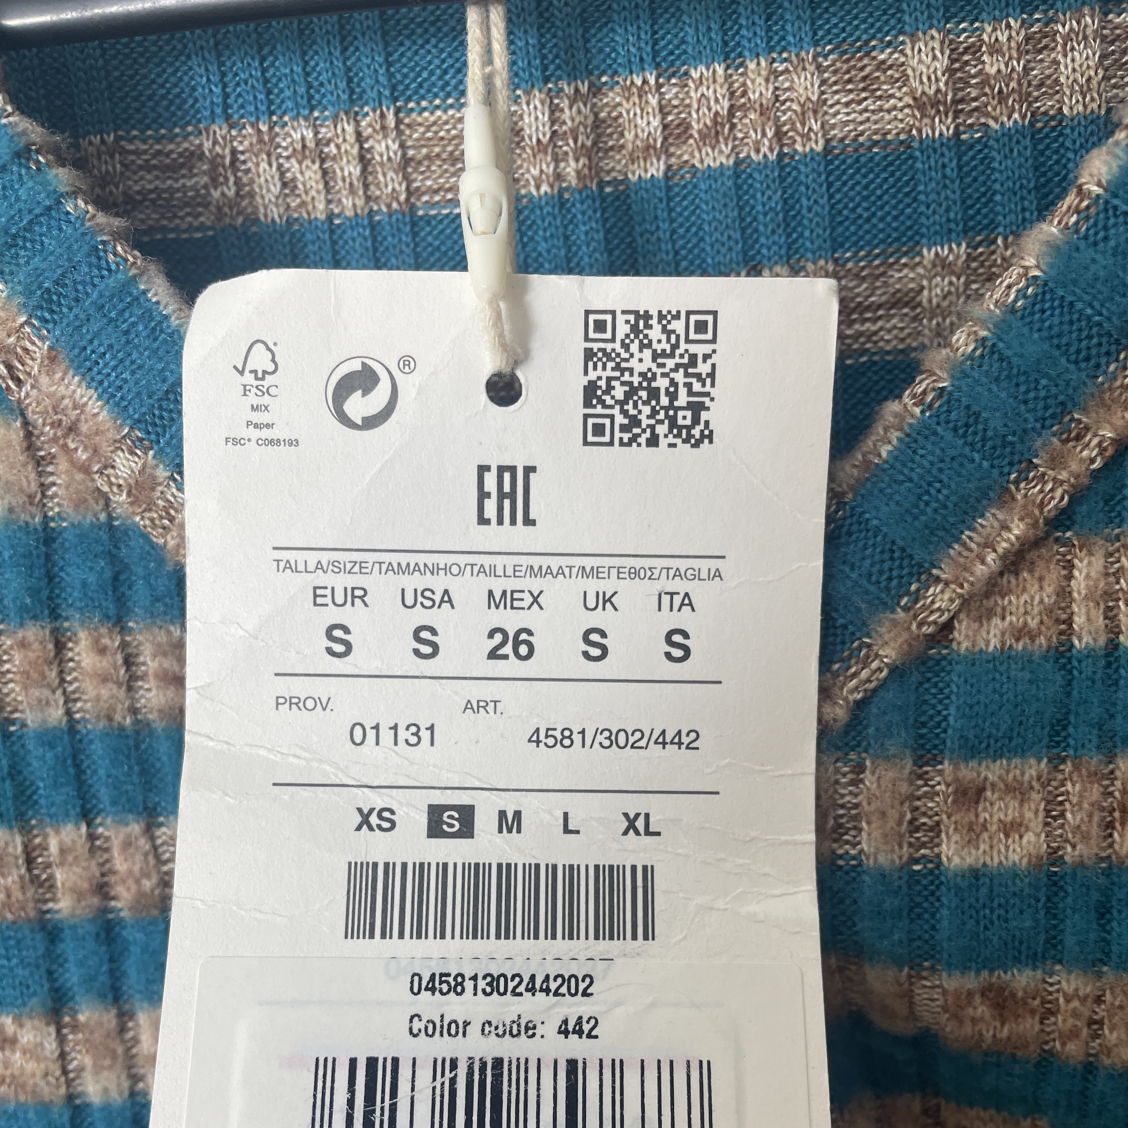 FSC
MIX
Paper
FSC® C068193
®
EAC
TALLA/SIZE/TAMANHO/TAILLE/MAAT/ΜΕΓΕΘΟΣ/TAGLIA
EUR USA MEX UK ITA
S S 26 S S
PROV. ART.
01131 4581/302/442
XS S M L XL
0458130244202
Color code: 442